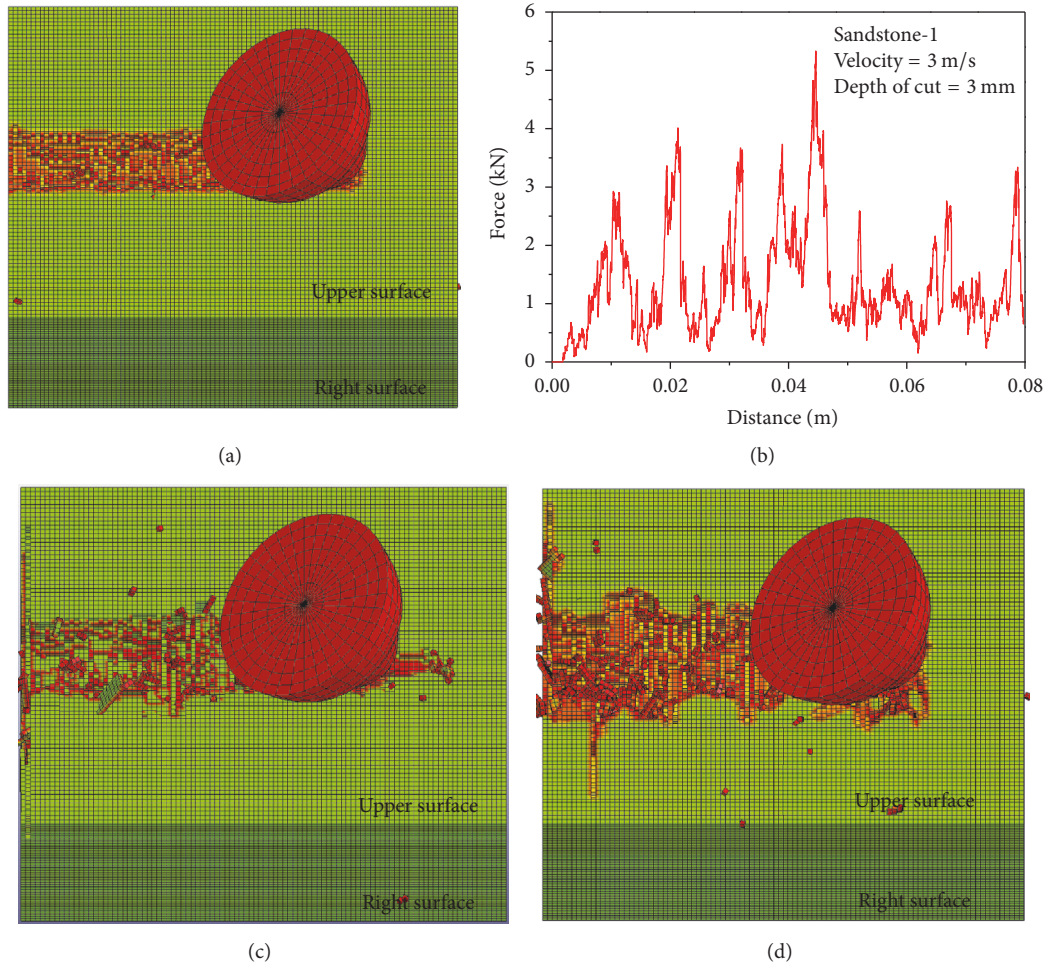 Upper surface
Right surface
(a)
6
5
4
3
2
1
0
Force (kN)
Sandstone-1
Velocity = 3 m/s
Depth of cut = 3 mm
0.00
0.02
0.04
0.06
0.08
Distance (m)
(b)
Upper surface
Right surface
(c)
Upper surface
Right surface
(d)